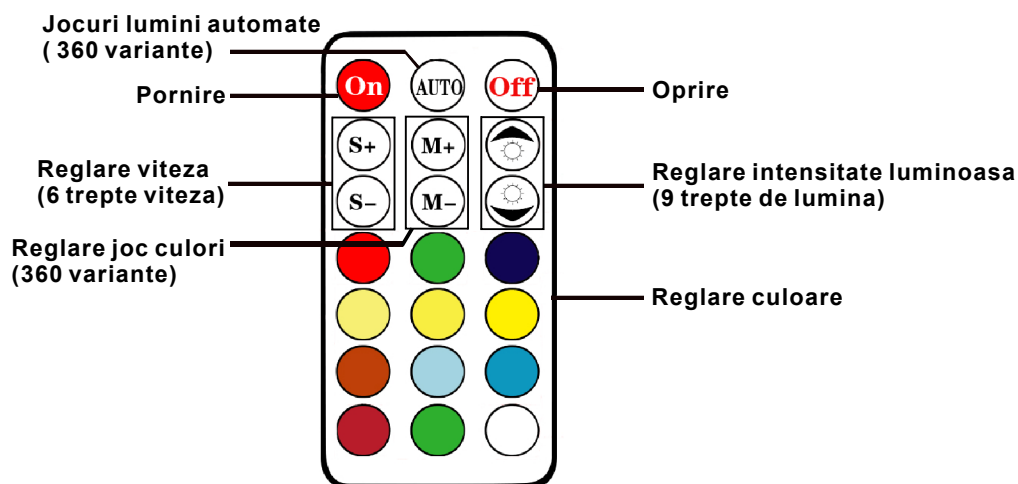 Jocuri lumini automate
( 360 variante)
On
AUTO
Off
Pornire
Oprire
S+
M+
Reglare viteza
(6 trepte viteza)
Reglare intensitate luminoasa
(9 trepte de lumina)
S-
M-
Reglare joc culori
(360 variante)
Reglare culoare